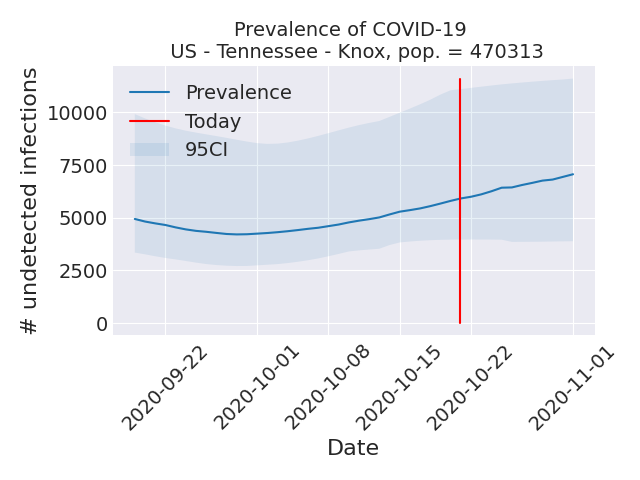 Prevalence of COVID-19
US - Tennessee - Knox, pop. = 470313
# undetected infections
10000
7500
5000
2500
0
Prevalence
Today
95CI
2020-09-22
2020-10-01
2020-10-08
2020-10-15
2020-10-22
2020-11-01
Date